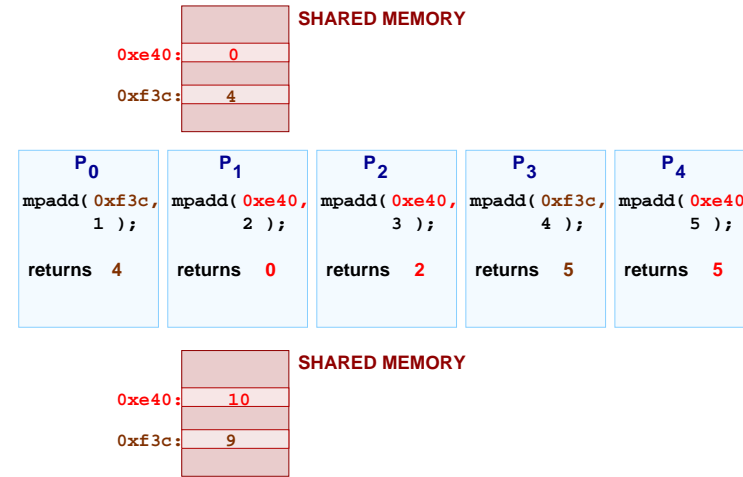 SHARED MEMORY
0xe40: 0
0xf3c: 4
P0 P1 P2 P3 P4
mpadd( 0xf3c, mpadd( 0xe40, mpadd( 0xe40, mpadd( 0xf3c, mpadd( 0xe40
1 ); 2 ); 3 ); 4 ); 5 );
returns 4 returns 0 returns 2 returns 5 returns 5
SHARED MEMORY
0xe40: 10
0xf3c: 9